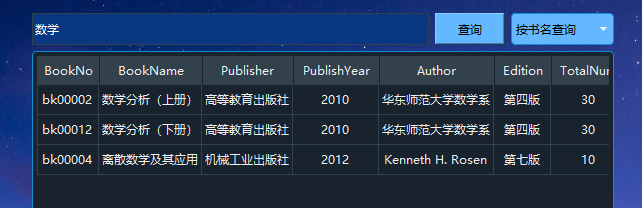 数学 查询 按书名查询
BookNo BookName Publisher PublishYear Author Edition TotalNum
bk00002 数学分析（上册） 高等教育出版社 2010 华东师范大学数学系 第四版 30
bk00012 数学分析（下册） 高等教育出版社 2010 华东师范大学数学系 第四版 30
bk00004 离散数学及其应用 机械工业出版社 2012 Kenneth H. Rosen 第七版 10